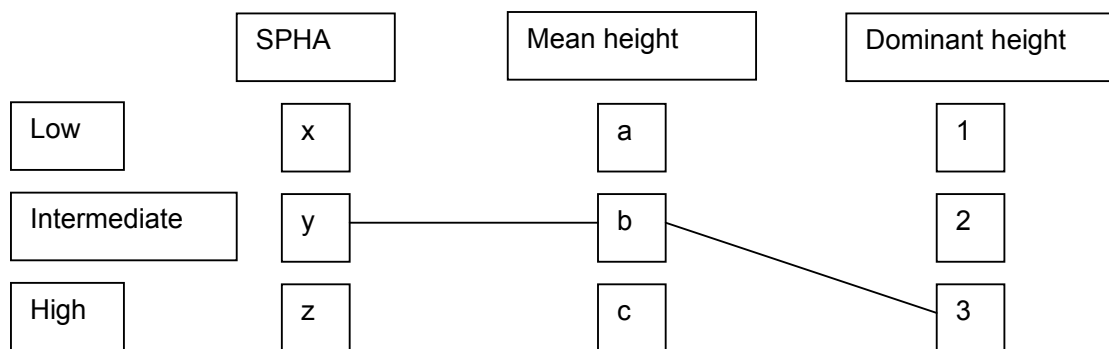 SPHA Mean height Dominant height
Low x a 1
Intermediate y b 2
High z c 3